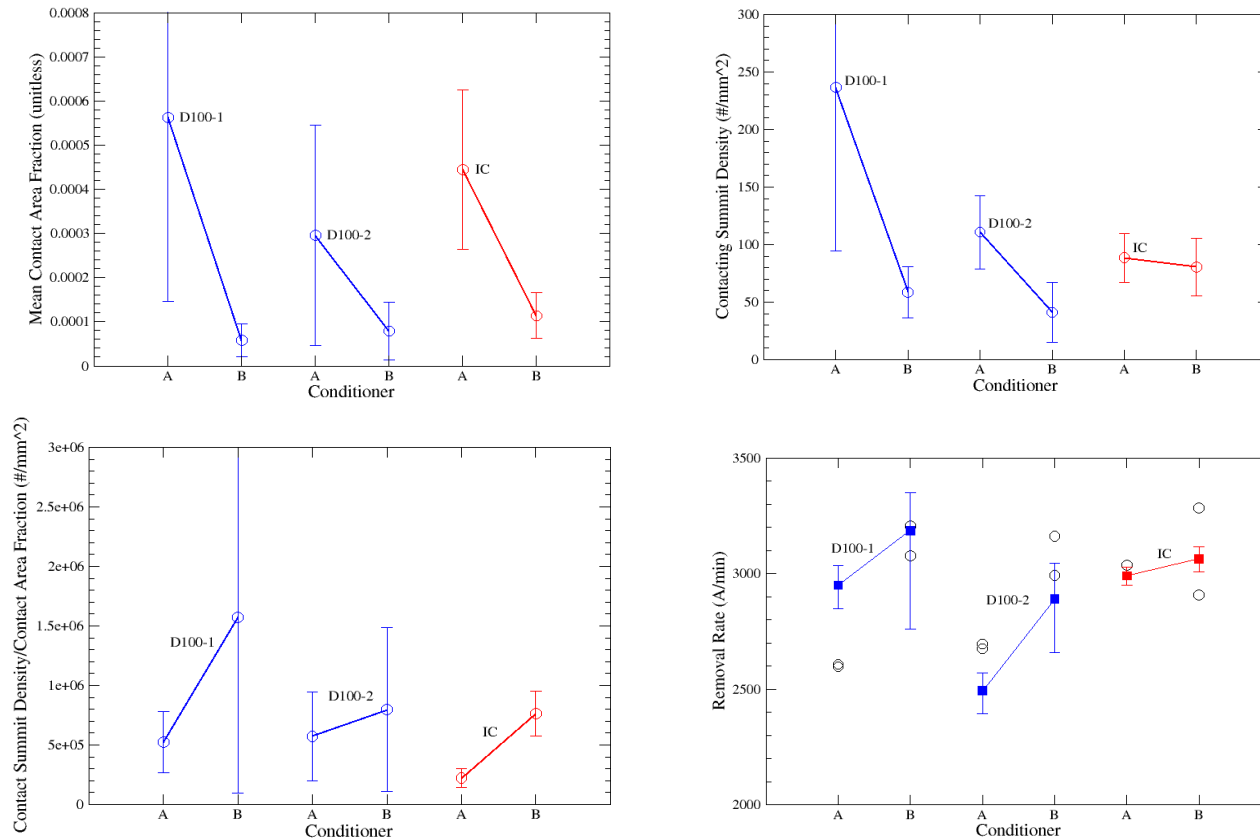 Mean Contact Area Fraction (unitless)
0.0008
0.0007
0.0006
0.0005
0.0004
0.0003
0.0002
0.0001
0
D100-1
D100-2
IC
A B A B A B
Conditioner
Contacting Summit Density (#/mm^2)
300
250
200
150
100
50
0
D100-1
D100-2
IC
A B A B A B
Conditioner
Contact Summit Density/Contact Area Fraction (#/mm^2)
3e+06
2.5e+06
2e+06
1.5e+06
1e+06
5e+05
0
D100-1
D100-2
IC
A B A B A B
Conditioner
Removal Rate (A/min)
3500
3000
2500
2000
D100-1
D100-2
IC
A B A B A B
Conditioner